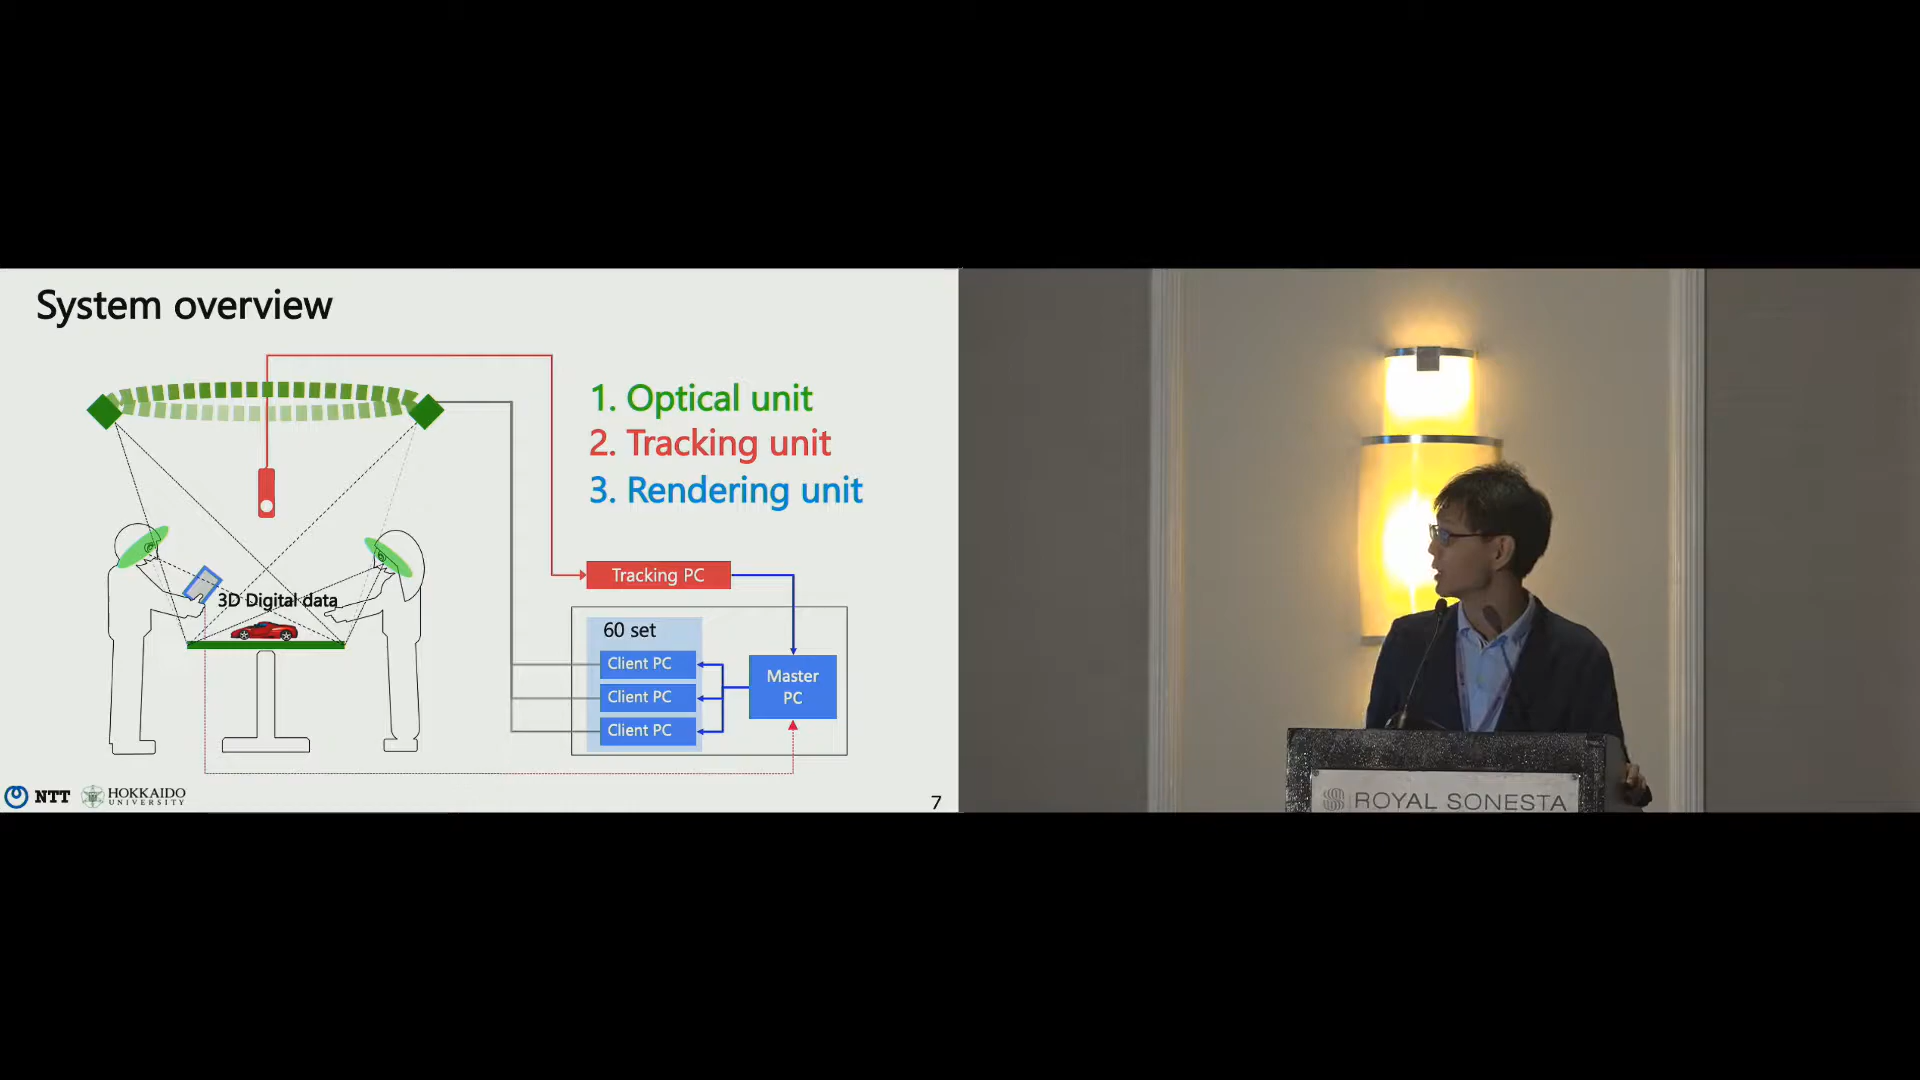 System overview
1. Optical unit
2. Tracking unit
3. Rendering unit
3D Digital data
Tracking PC
60 set
Client PC
Client PC
Client PC
Master
PC
NTT
HOKKAIDO
UNIVERSITY
7
ROYAL SONESTA